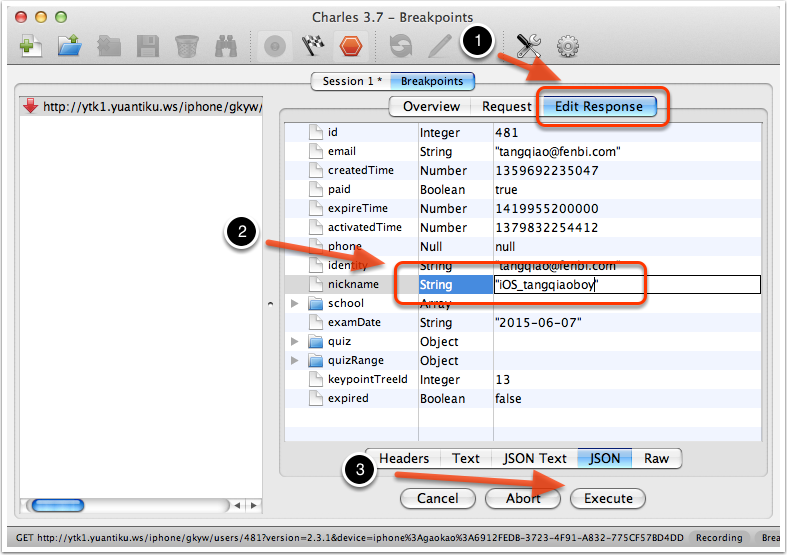 Charles 3.7 – Breakpoints
1
Session 1 * Breakpoints
http://ytk1.yuantiku.ws/iphone/gkyw/
Overview Request Edit Response
id Integer 481
email String "tangqiao@fenbi.com"
createdTime Number 1359692235047
paid Boolean true
expireTime Number 1419955200000
activatedTime Number 1379832254412
2
phone Null null
identity String "tangqiao@fenbi.com"
nickname String "iOS_tangqiaoboy"
school Array
examDate String "2015-06-07"
quiz Object
quizRange Object
keypointTreeId Integer 13
expired Boolean false
Headers Text JSON Text JSON Raw
3
Cancel Abort Execute
GET http://ytk1.yuantiku.ws/iphone/gkyw/users/481?version=2.3.1&device=iphone%3Agaokao%3A6912FEDB-3723-4F91-A832-775CF57BD4DD Recording Brea